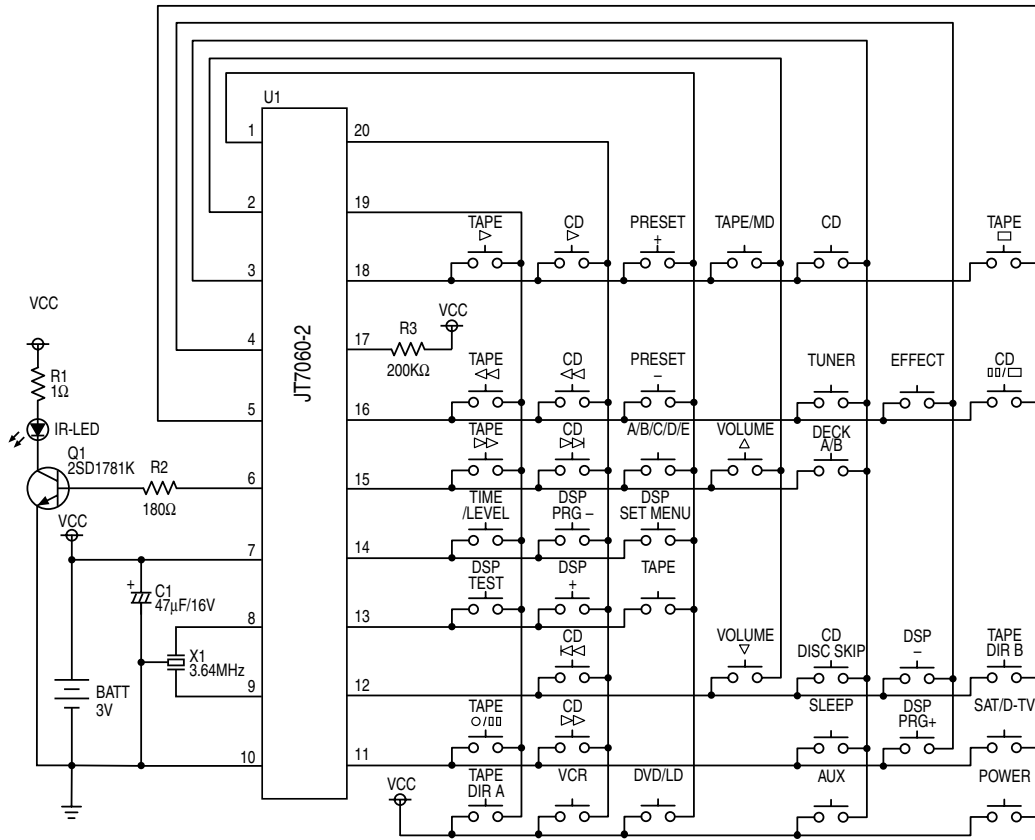 U1
JT7060-2
1
2
3
4
5
6
7
8
9
10
20
19
18
17
16
15
14
13
12
11
VCC
R1
1Ω
IR-LED
Q1
2SD1781K
R2
180Ω
VCC
+
C1
47µF/16V
X1
3.64MHz
BATT
3V
R3
200KΩ
VCC
TAPE
▷
CD
▷
PRESET
+
TAPE/MD
CD
TAPE
□
TAPE
◁◁
CD
◁◁
PRESET
–
TUNER
EFFECT
CD
▯▯/□
TAPE
▷▷
CD
▷▷|
A/B/C/D/E
VOLUME
△
DECK
A/B
TIME
/LEVEL
DSP
PRG –
DSP
SET MENU
DSP
TEST
DSP
+
TAPE
CD
|◁◁
VOLUME
▽
CD
DISC SKIP
DSP
–
TAPE
DIR B
TAPE
○/▯▯
CD
▷▷
SLEEP
DSP
PRG+
SAT/D-TV
VCC
TAPE
DIR A
VCR
DVD/LD
AUX
POWER